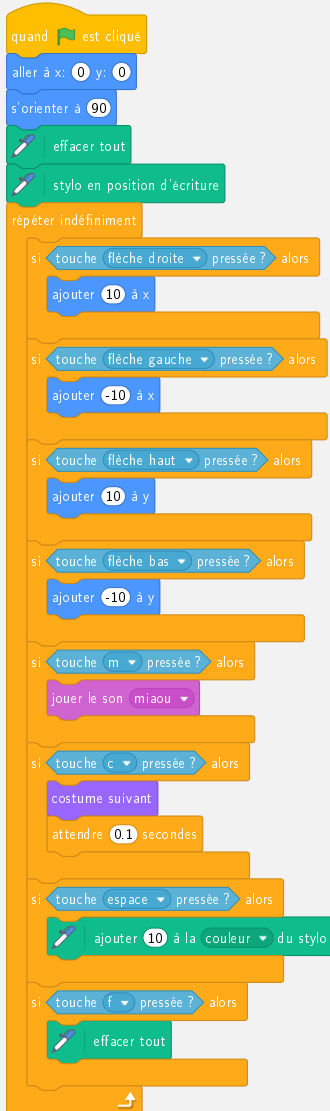 quand est cliqué
aller à x: 0 y: 0
s'orienter à 90
effacer tout
stylo en position d'écriture
répéter indéfiniment
si touche flèche droite pressée ? alors
ajouter 10 à x
si touche flèche gauche pressée ? alors
ajouter -10 à x
si touche flèche haut pressée ? alors
ajouter 10 à y
si touche flèche bas pressée ? alors
ajouter -10 à y
si touche m pressée ? alors
jouer le son miaou
si touche c pressée ? alors
costume suivant
attendre 0.1 secondes
si touche espace pressée ? alors
ajouter 10 à la couleur du stylo
si touche f pressée ? alors
effacer tout